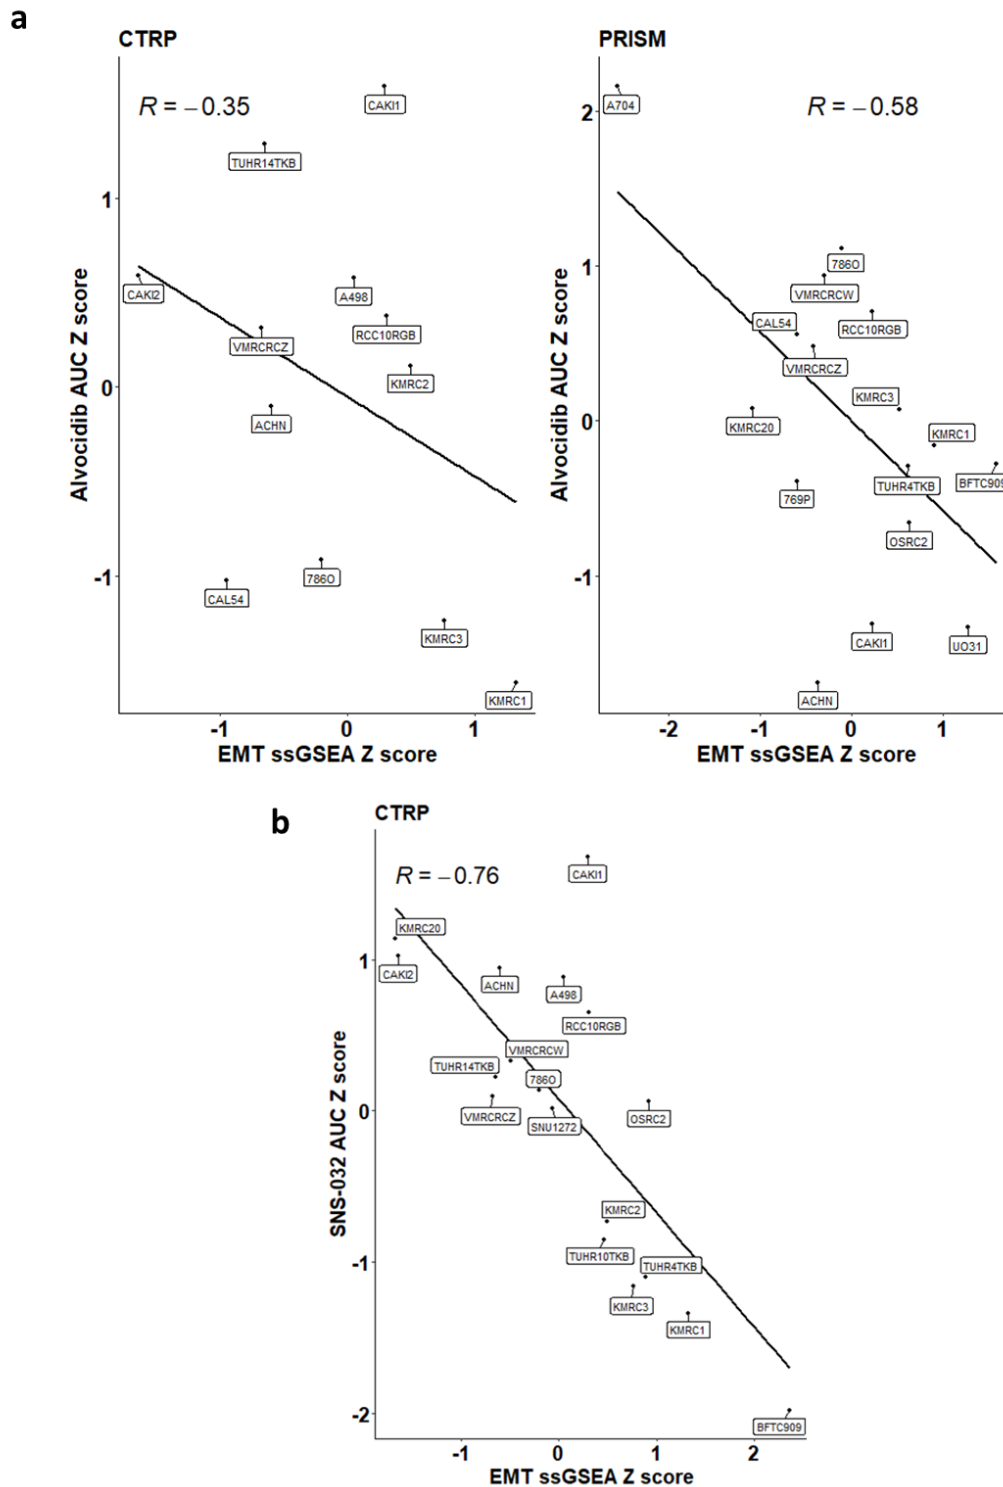 a
CTRP
R = −0.35
CAKI1
TUHR14TKB
1
CAKI2
A498
RCC10RGB
VMRCRCZ
KMRC2
0
ACHN
-1
786O
CAL54
KMRC3
KMRC1
-1 0 1
EMT ssGSEA Z score
Alvocidib AUC Z score
PRISM
R = −0.58
A704
2
1
786O
VMRCRCW
CAL54
RCC10RGB
VMRCRCZ
KMRC3
0
KMRC20
KMRC1
TUHR4TKB
BFTC909
769P
OSRC2
-1
CAKI1
UO31
ACHN
-2 -1 0 1
EMT ssGSEA Z score
Alvocidib AUC Z score
b
CTRP
R = −0.76
CAKI1
KMRC20
1
CAKI2
ACHN
A498
RCC10RGB
VMRCRCW
TUHR14TKB
786O
VMRCRCZ
0
SNU1272
OSRC2
KMRC2
TUHR10TKB
-1
TUHR4TKB
KMRC3
KMRC1
-2
BFTC909
-1 0 1 2
EMT ssGSEA Z score
SNS-032 AUC Z score